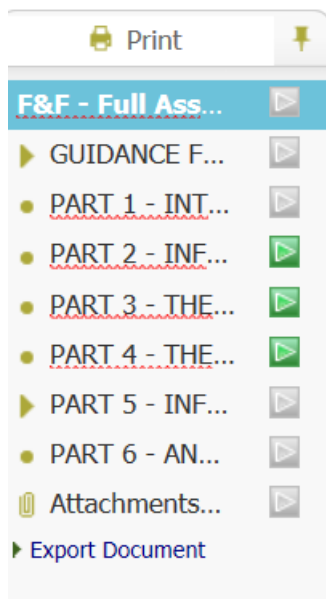 Print
F&F - Full Ass...
GUIDANCE F...
PART 1 - INT...
PART 2 - INF...
PART 3 - THE...
PART 4 - THE...
PART 5 - INF...
PART 6 - AN...
Attachments...
Export Document